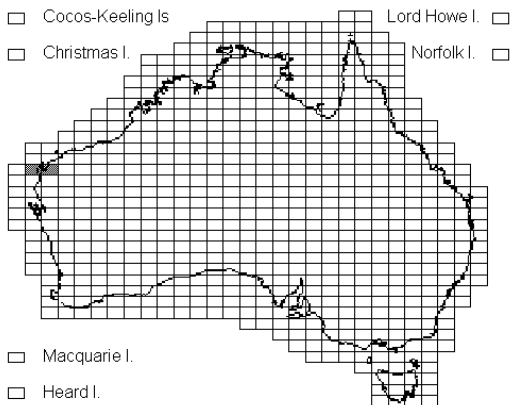 Cocos-Keeling Is
Lord Howe I.
Christmas I.
Norfolk I.
Macquarie I.
Heard I.